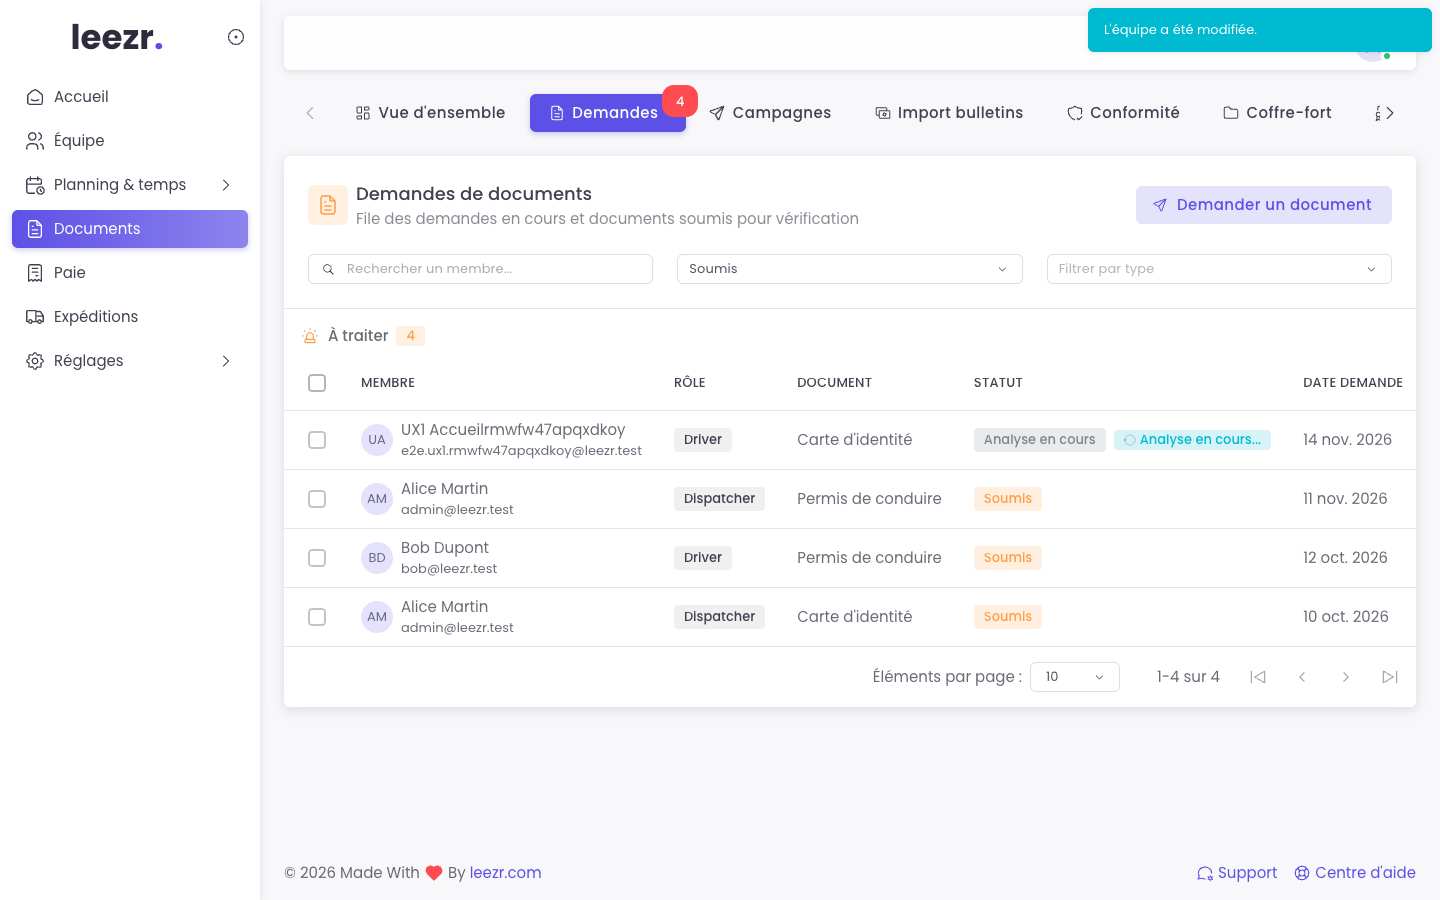 leezr.
L'équipe a été modifiée.
Accueil
Équipe
Planning & temps
Documents
Paie
Expéditions
Réglages
Vue d'ensemble
Demandes
4
Campagnes
Import bulletins
Conformité
Coffre-fort
Demandes de documents
File des demandes en cours et documents soumis pour vérification
Demander un document
Rechercher un membre...
Soumis
Filtrer par type
À traiter 4
MEMBRE RÔLE DOCUMENT STATUT DATE DEMANDE
UA UX1 Accueilrmwfw47apqxdkoy Driver Carte d'identité Analyse en cours Analyse en cours... 14 nov. 2026
e2e.ux1.rmwfw47apqxdkoy@leezr.test
AM Alice Martin Dispatcher Permis de conduire Soumis 11 nov. 2026
admin@leezr.test
BD Bob Dupont Driver Permis de conduire Soumis 12 oct. 2026
bob@leezr.test
AM Alice Martin Dispatcher Carte d'identité Soumis 10 oct. 2026
admin@leezr.test
Éléments par page : 10 1-4 sur 4
© 2026 Made With By leezr.com
Support
Centre d'aide